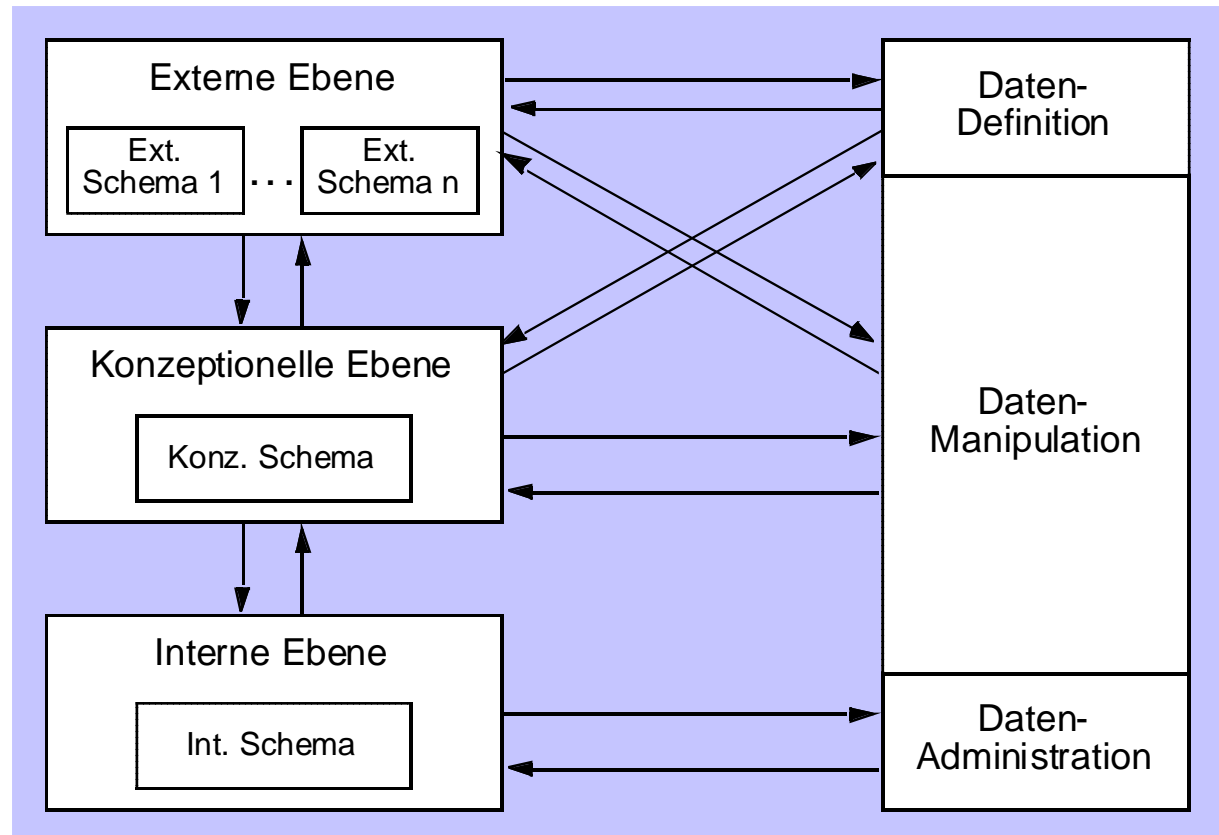 Externe Ebene
Ext.
Schema 1
. . .
Ext.
Schema n
Konzeptionelle Ebene
Konz. Schema
Interne Ebene
Int. Schema
Daten-
Definition
Daten-
Manipulation
Daten-
Administration